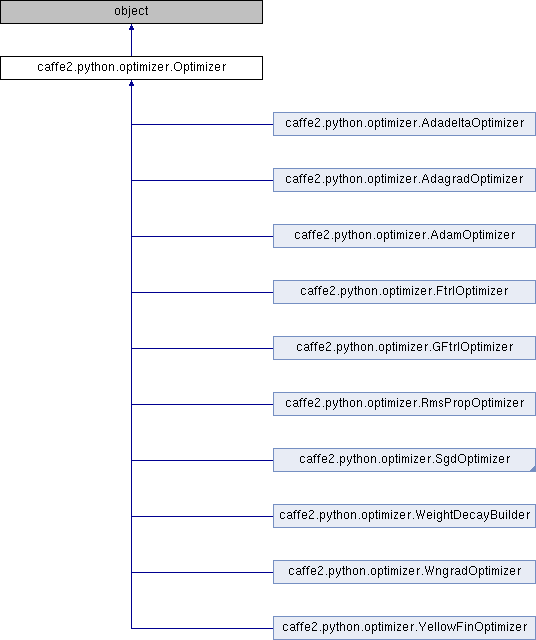 object
caffe2.python.optimizer.Optimizer
caffe2.python.optimizer.AdadeltaOptimizer
caffe2.python.optimizer.AdagradOptimizer
caffe2.python.optimizer.AdamOptimizer
caffe2.python.optimizer.FtrlOptimizer
caffe2.python.optimizer.GFtrlOptimizer
caffe2.python.optimizer.RmsPropOptimizer
caffe2.python.optimizer.SgdOptimizer
caffe2.python.optimizer.WeightDecayBuilder
caffe2.python.optimizer.WngradOptimizer
caffe2.python.optimizer.YellowFinOptimizer